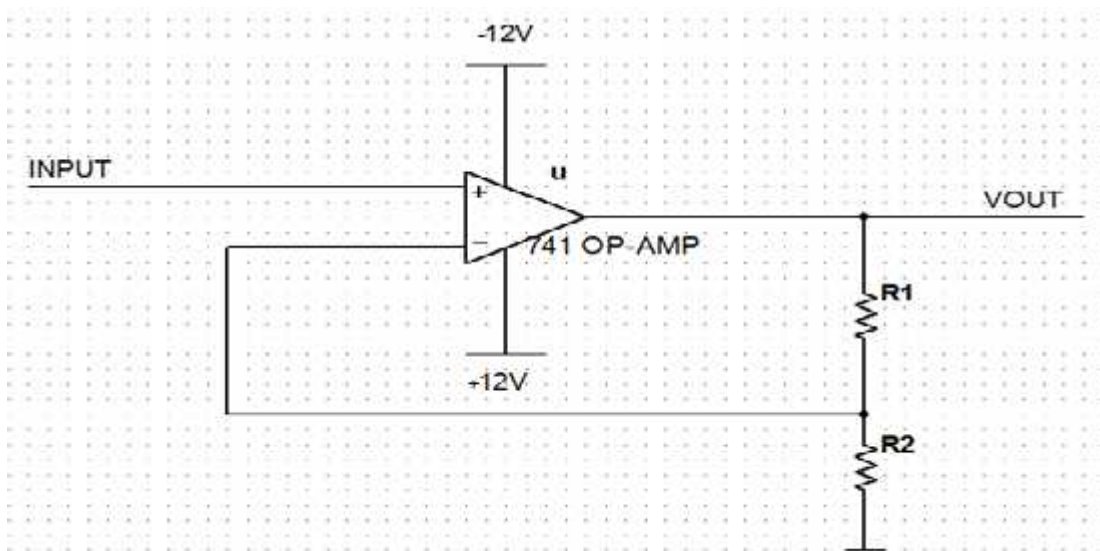 -12V
INPUT
u
+
VOUT
-
741 OP-AMP
R1
+12V
R2